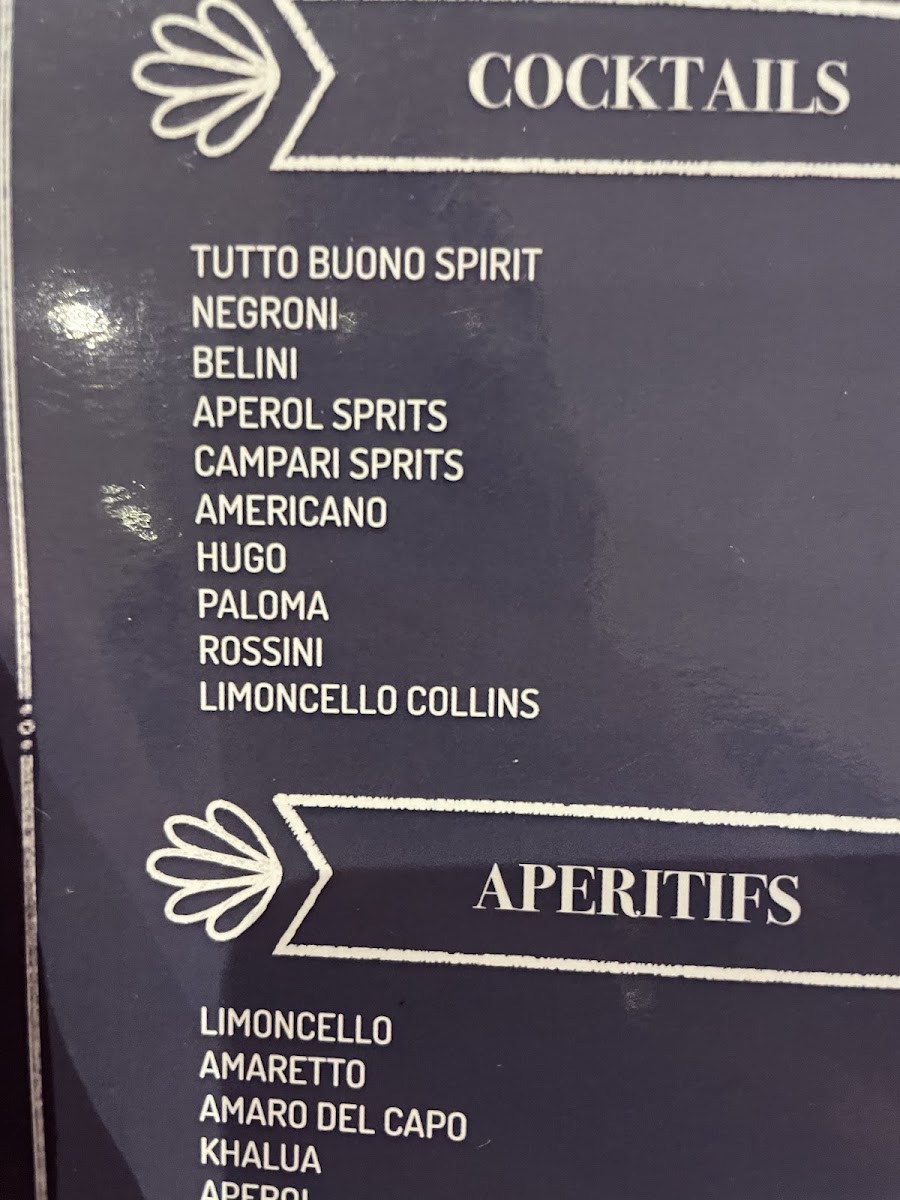 COCKTAILS
TUTTO BUONO SPIRIT
NEGRONI
BELINI
APEROL SPRITS
CAMPARI SPRITS
AMERICANO
HUGO
PALOMA
ROSSINI
LIMONCELLO COLLINS
APERITIFS
LIMONCELLO
AMARETTO
AMARO DEL CAPO
KHALUA
APEROL